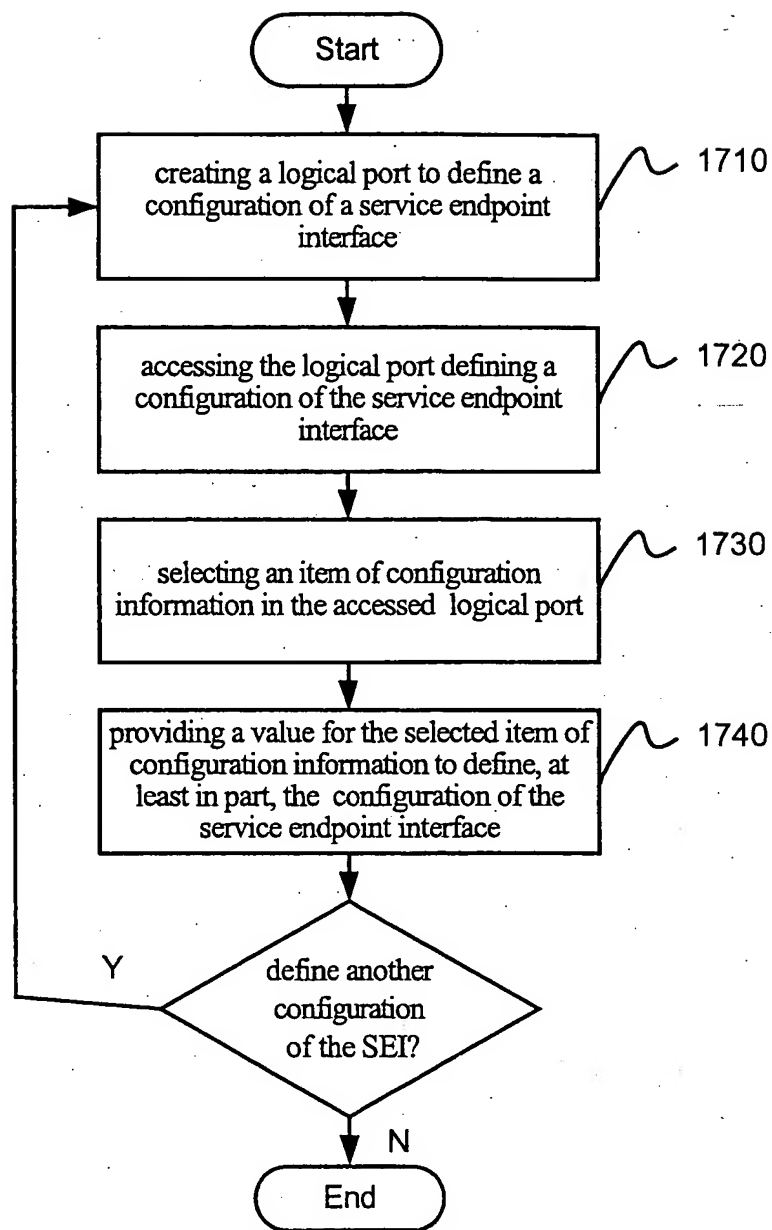 Start
creating a logical port to define a
configuration of a service endpoint
interface
1710
accessing the logical port defining a
configuration of the service endpoint
interface
1720
selecting an item of configuration
information in the accessed logical port
1730
providing a value for the selected item of
configuration information to define, at
least in part, the configuration of the
service endpoint interface
1740
define another
configuration
of the SEI?
Y
N
End